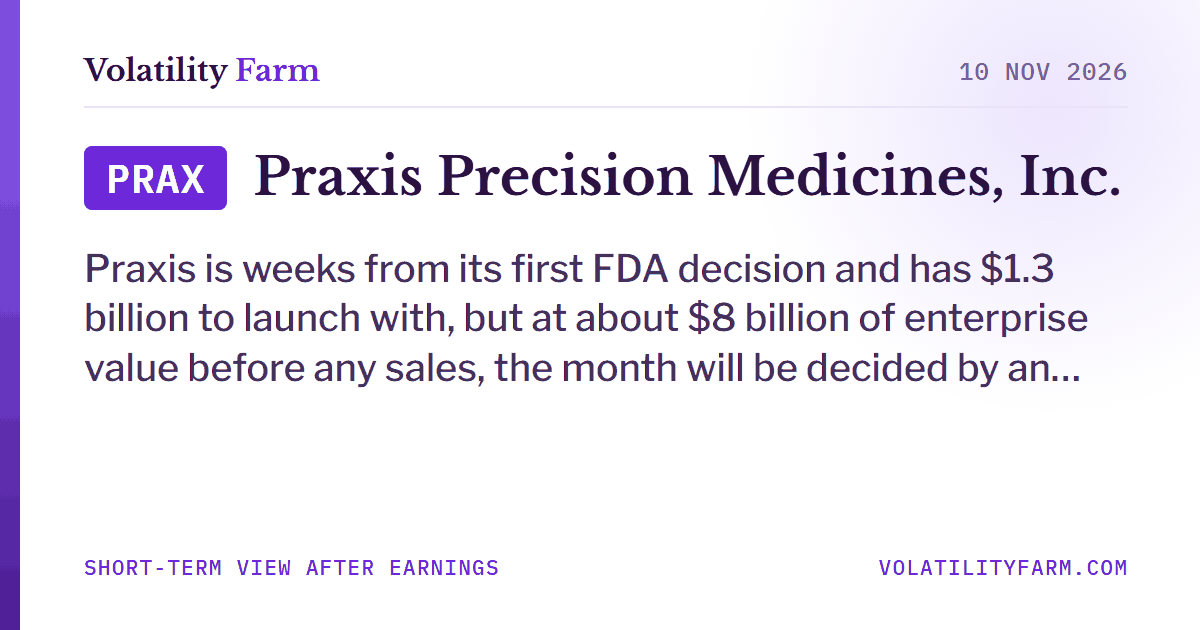 Volatility Farm
10 NOV 2026
PRAX
Praxis Precision Medicines, Inc.
Praxis is weeks from its first FDA decision and has $1.3
billion to launch with, but at about $8 billion of enterprise
value before any sales, the month will be decided by an...
SHORT-TERM VIEW AFTER EARNINGS
VOLATILITYFARM.COM